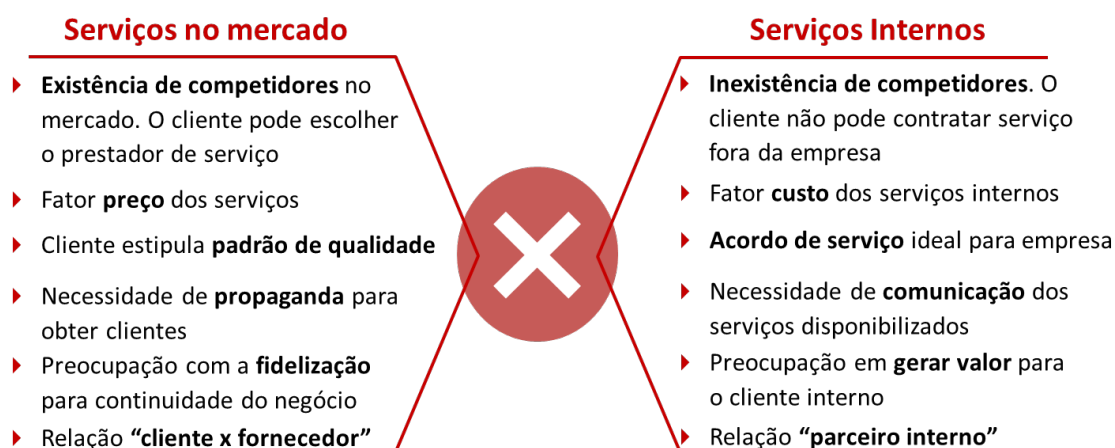 Serviços no mercado
Existência de competidores no
mercado. O cliente pode escolher
o prestador de serviço
Fator preço dos serviços
Cliente estipula padrão de qualidade
Necessidade de propaganda para
obter clientes
Preocupação com a fidelização
para continuidade do negócio
Relação “cliente x fornecedor”
Serviços Internos
Inexistência de competidores. O
cliente não pode contratar serviço
fora da empresa
Fator custo dos serviços internos
Acordo de serviço ideal para empresa
Necessidade de comunicação dos
serviços disponibilizados
Preocupação em gerar valor para
o cliente interno
Relação “parceiro interno”